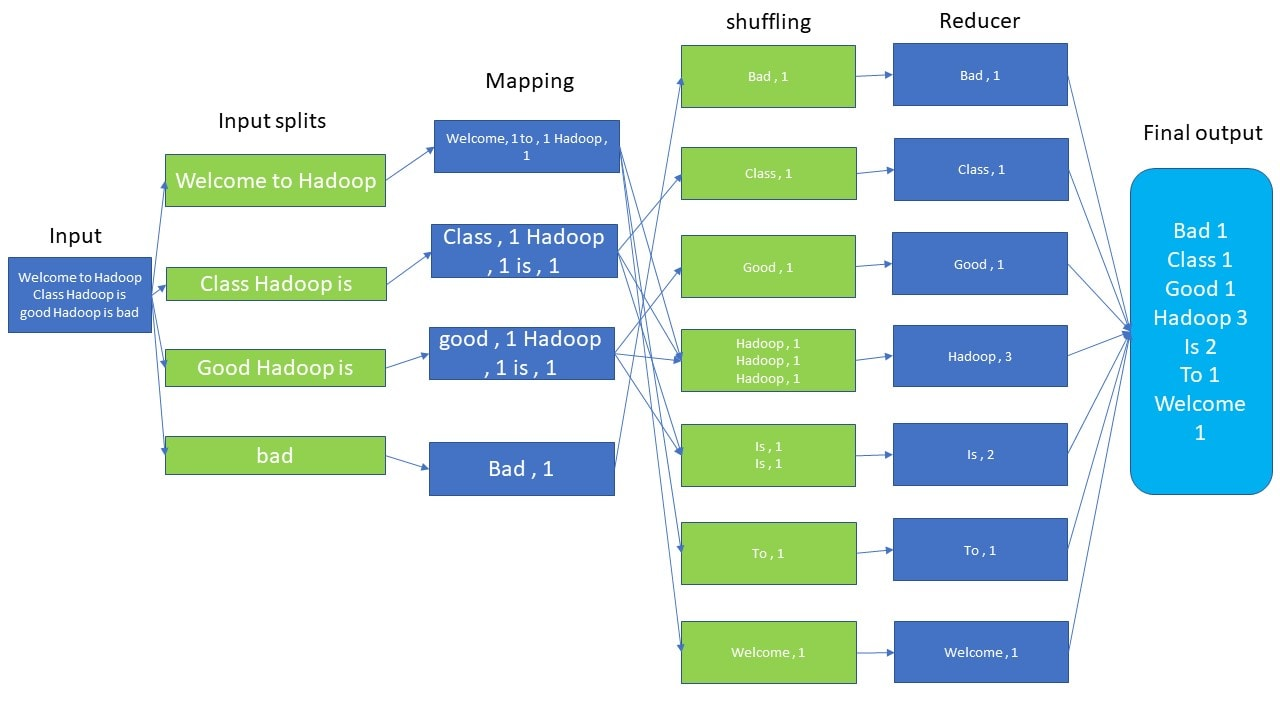 Input
Welcome to Hadoop
Class Hadoop is
good Hadoop is bad
Input splits
Welcome to Hadoop
Class Hadoop is
Good Hadoop is
bad
Mapping
Welcome, 1 to , 1 Hadoop ,
1
Class , 1 Hadoop
, 1 is , 1
good , 1 Hadoop
, 1 is , 1
Bad , 1
shuffling
Bad , 1
Class , 1
Good , 1
Hadoop , 1
Hadoop , 1
Hadoop , 1
Is , 1
Is , 1
To , 1
Welcome , 1
Reducer
Bad , 1
Class , 1
Good , 1
Hadoop , 3
Is , 2
To , 1
Welcome , 1
Final output
Bad 1
Class 1
Good 1
Hadoop 3
Is 2
To 1
Welcome
1